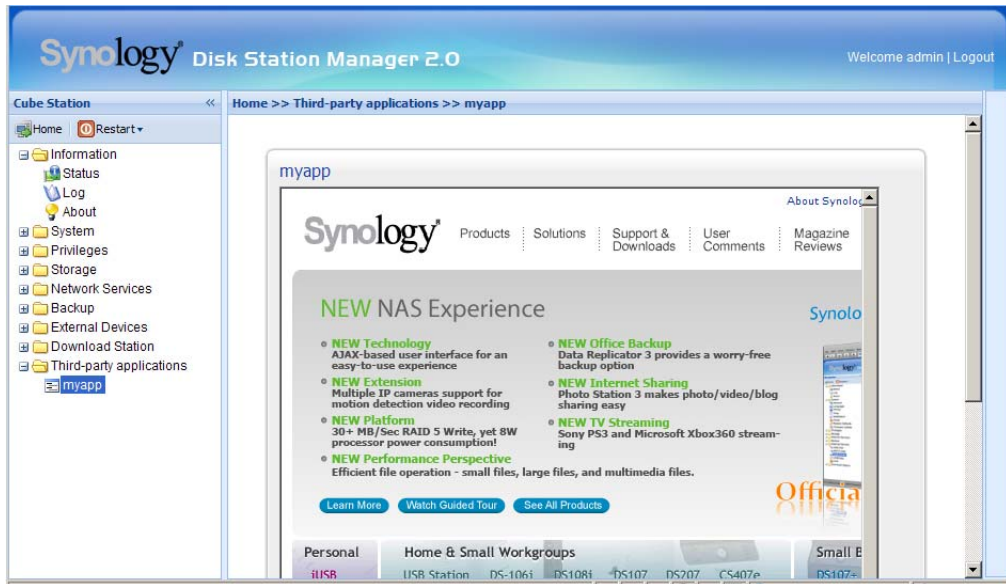 Synology Disk Station Manager 2.0
Welcome admin | Logout
Cube Station «
Home >> Third-party applications >> myapp
Home Restart
Information
Status
Log
About
System
Privileges
Storage
Network Services
Backup
External Devices
Download Station
Third-party applications
myapp
myapp
About Synolog
Synology
Products
Solutions
Support &
Downloads
User
Comments
Magazine
Reviews
NEW NAS Experience
Synolo
NEW Technology
AJAX-based user interface for an
easy-to-use experience
NEW Extension
Multiple IP cameras support for
motion detection video recording
NEW Platform
30+ MB/Sec RAID 5 Write, yet 8W
processor power consumption!
NEW Performance Perspective
Efficient file operation - small files, large files, and multimedia files.
NEW Office Backup
Data Replicator 3 provides a worry-free
backup option
NEW Internet Sharing
Photo Station 3 makes photo/video/blog
sharing easy
NEW TV Streaming
Sony PS3 and Microsoft Xbox360 stream-
ing
Officia
Learn More Watch Guided Tour See All Products
Personal Home & Small Workgroups Small B
iUSB USB Station DS-106j DS108j DS107 DS207 CS407e DS107+